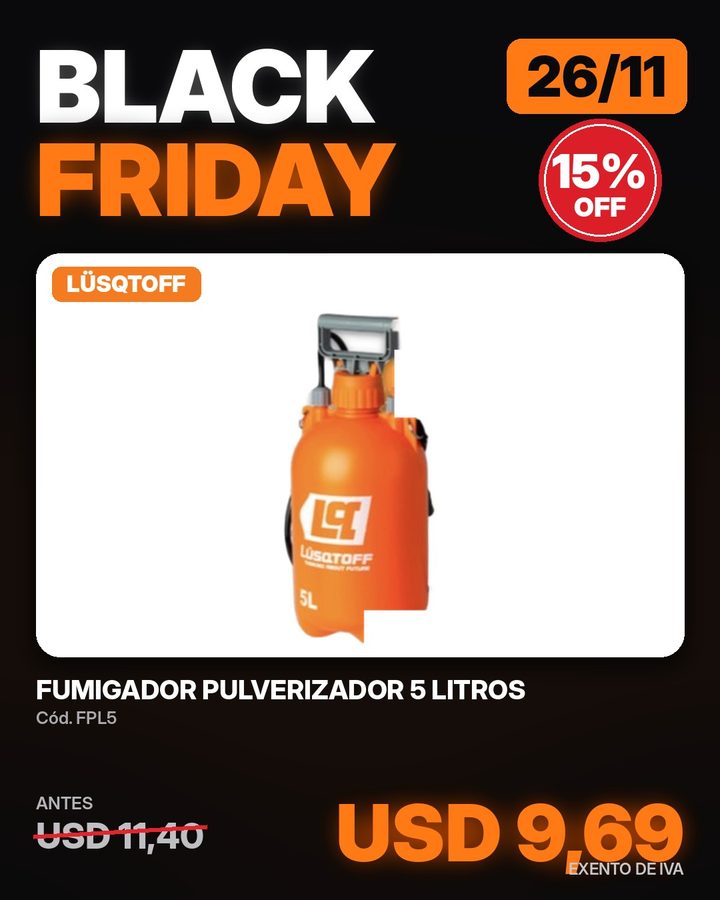 BLACK
FRIDAY
26/11
15%
OFF
LÜSQTOFF
LQT
LÜSQTOFF
5L
FUMIGADOR PULVERIZADOR 5 LITROS
Cód. FPL5
ANTES
USD 11,40
USD 9,69
EXENTO DE IVA